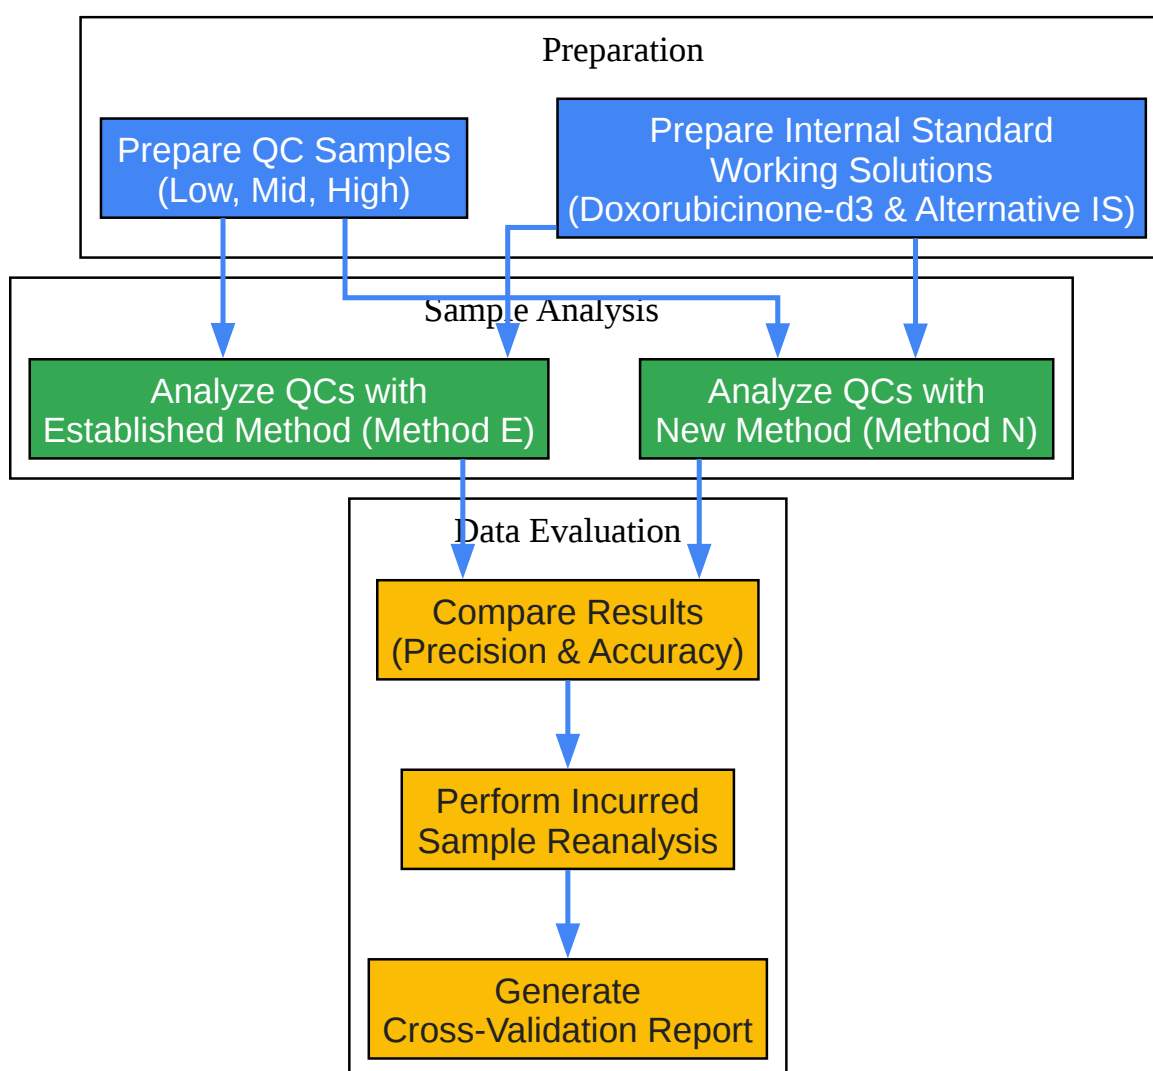 Preparation
Prepare QC Samples
(Low, Mid, High)
Prepare Internal Standard
Working Solutions
(Doxorubicinone-d3 & Alternative IS)
Sample Analysis
Analyze QCs with
Established Method (Method E)
Analyze QCs with
New Method (Method N)
Data Evaluation
Compare Results
(Precision & Accuracy)
Perform Incurred
Sample Reanalysis
Generate
Cross-Validation Report